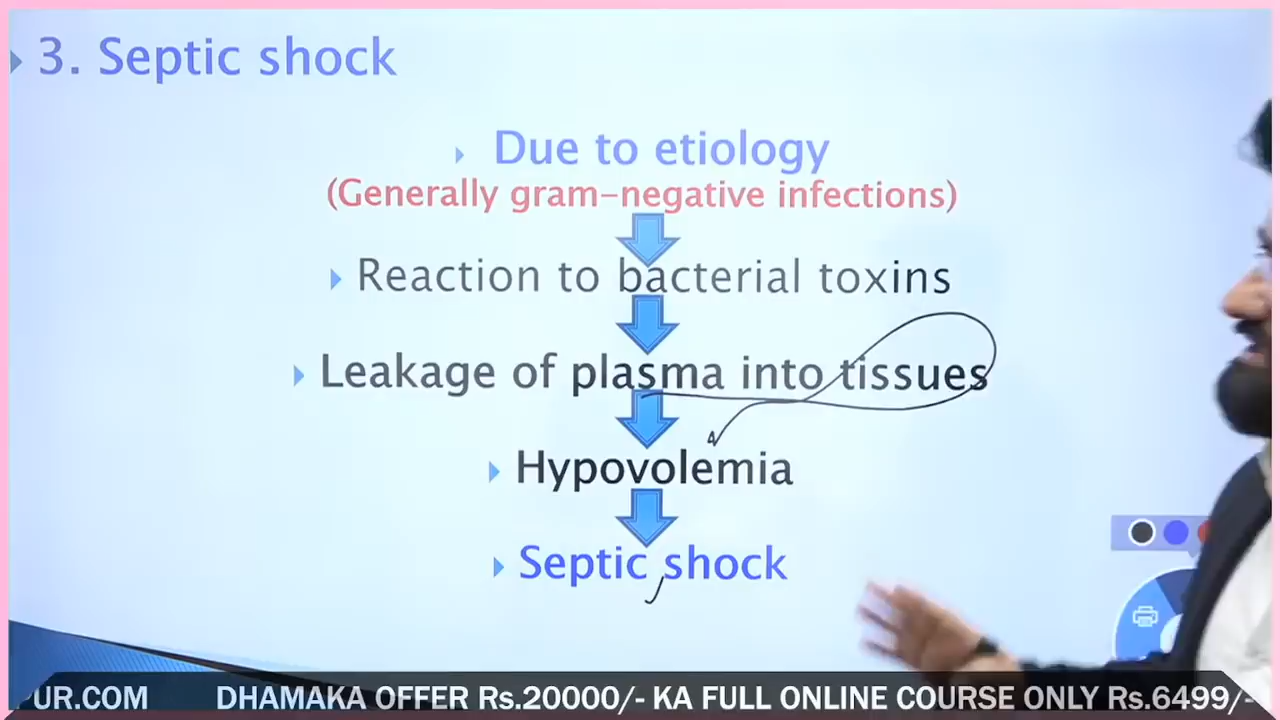 3. Septic shock
Due to etiology
(Generally gram-negative infections)
Reaction to bacterial toxins
Leakage of plasma into tissues
Hypovolemia
Septic shock
PUR.COM DHAMAKA OFFER Rs.20000/- KA FULL ONLINE COURSE ONLY Rs.6499/-